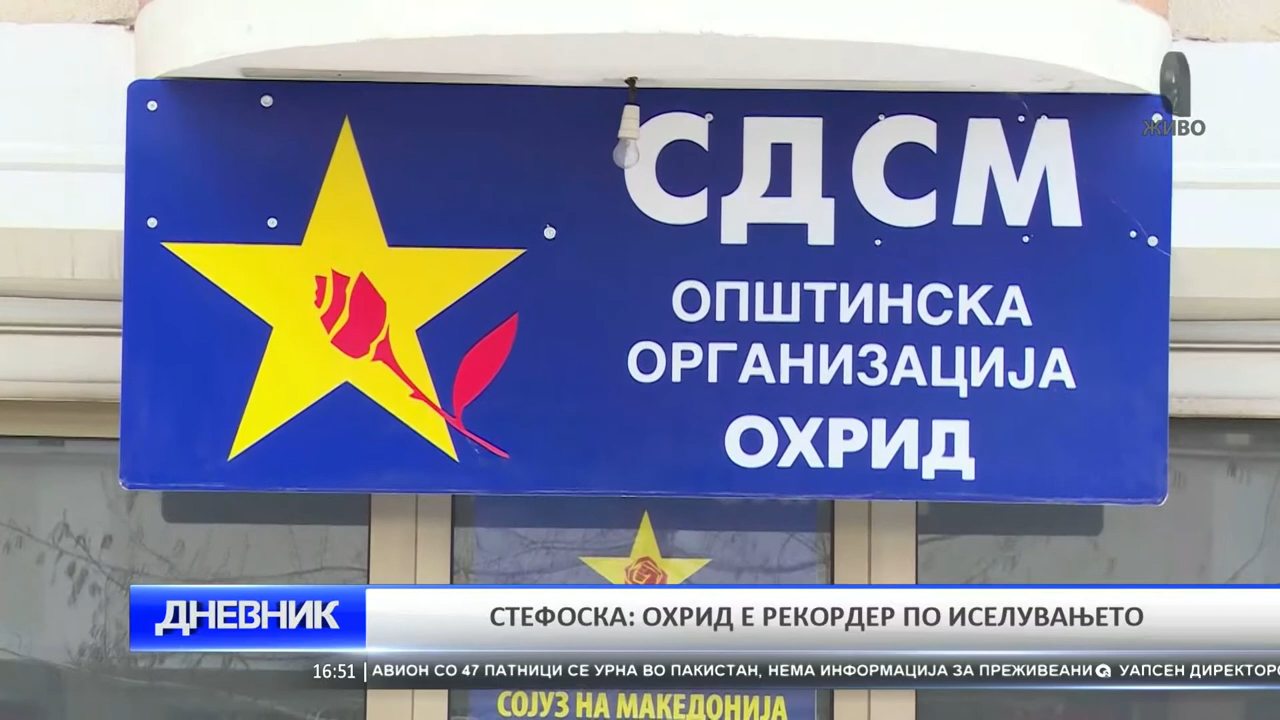 СДСМ
ОПШТИНСКА
ОРГАНИЗАЦИЈА
ОХРИД
ЖИВО
ДНЕВНИК
СТЕФОСКА: ОХРИД Е РЕКОРДЕР ПО ИСЕЛУВАЊЕТО
16:51
АВИОН СО 47 ПАТНИЦИ СЕ УРНА ВО ПАКИСТАН, НЕМА ИНФОРМАЦИЈА ЗА ПРЕЖИВЕАНИ УАПСЕН ДИРЕКТОРО
СОЈУЗ НА МАКЕДОНИЈА